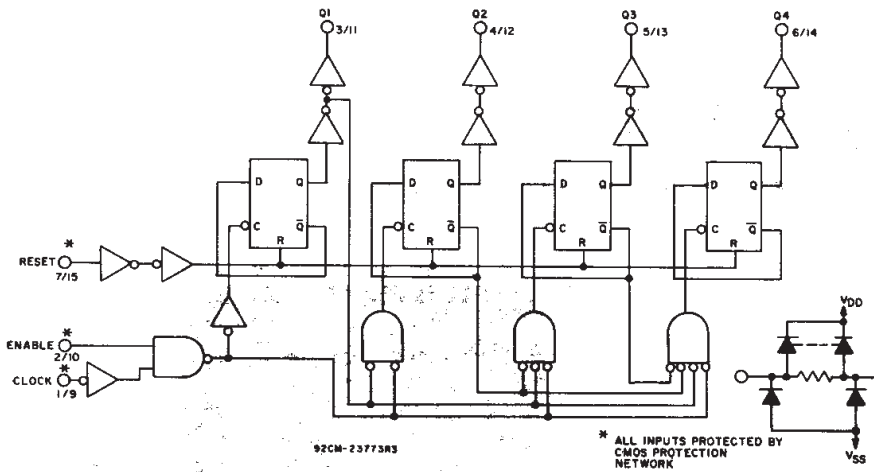 Q1
3/11
Q2
4/12
Q3
5/13
Q4
6/14
D Q
C Q̅
R
D Q
C Q̅
R
D Q
C Q̅
R
D Q
C Q̅
R
*
RESET
7/15
*
ENABLE
2/10
*
CLOCK
1/9
VDD
VSS
92CM-23773R3
* ALL INPUTS PROTECTED BY
CMOS PROTECTION
NETWORK